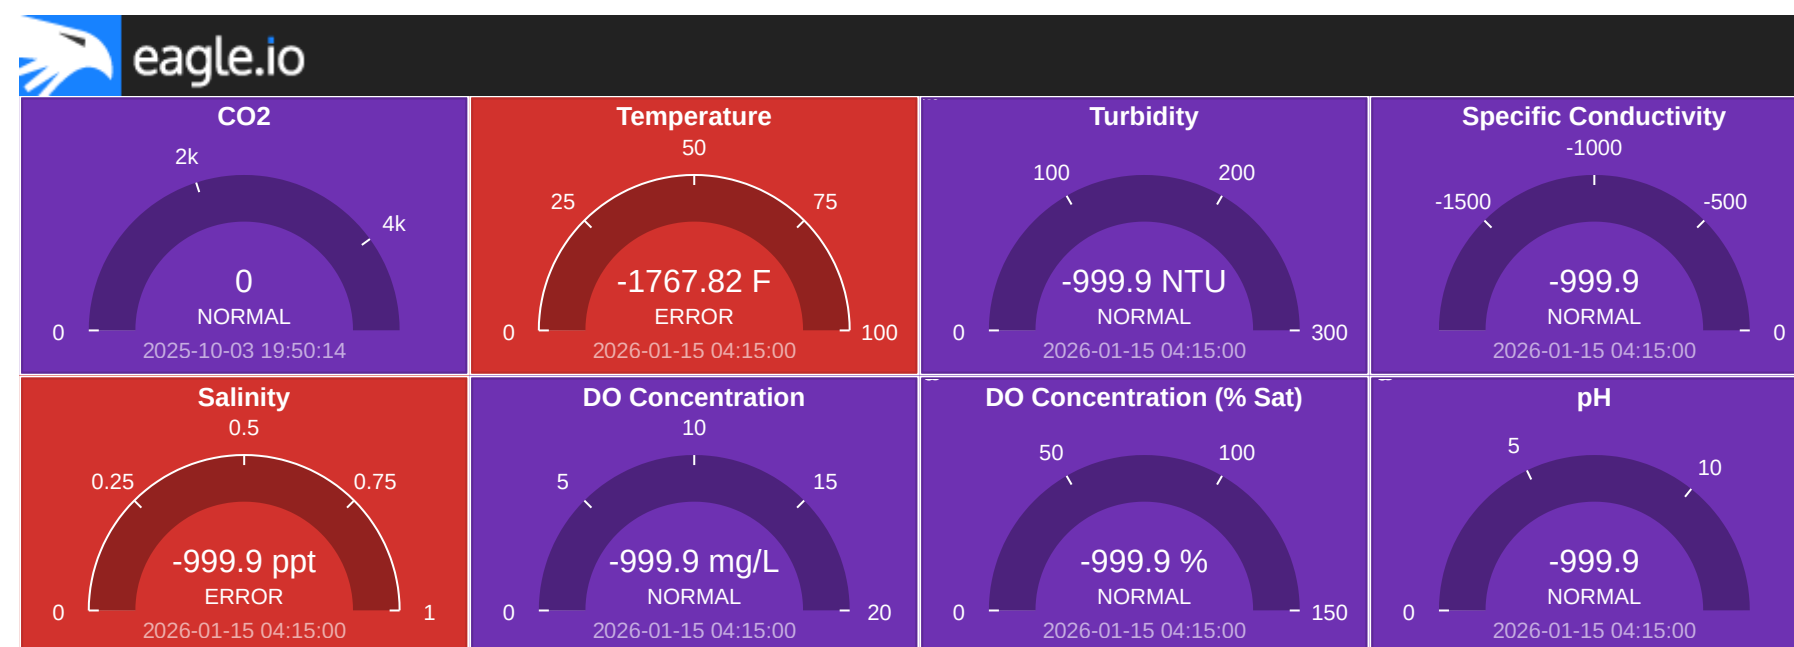 eagle.io
CO2
2k
4k
0
0
NORMAL
2025-10-03 19:50:14
Temperature
50
25
75
-1767.82 F
ERROR
0
100
2026-01-15 04:15:00
Turbidity
100
200
-999.9 NTU
NORMAL
0
300
2026-01-15 04:15:00
Specific Conductivity
-1000
-1500
-500
-999.9
NORMAL
0
2026-01-15 04:15:00
Salinity
0.5
0.25
0.75
-999.9 ppt
ERROR
0
1
2026-01-15 04:15:00
DO Concentration
10
5
15
-999.9 mg/L
NORMAL
0
20
2026-01-15 04:15:00
DO Concentration (% Sat)
50
100
-999.9 %
NORMAL
0
150
2026-01-15 04:15:00
pH
5
10
-999.9
NORMAL
0
2026-01-15 04:15:00